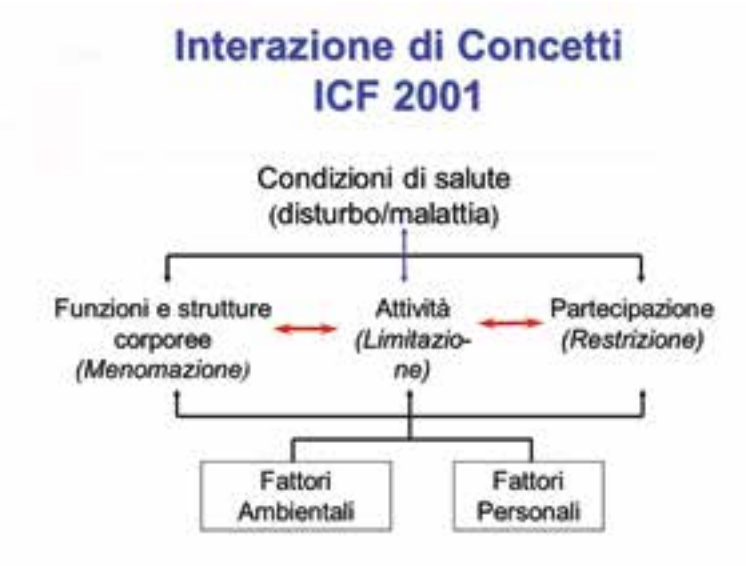 Interazione di Concetti
ICF 2001
Condizioni di salute
(disturbo/malattia)
Funzioni e strutture
corporee
(Menomazione)
Attività
(Limitazio-
ne)
Partecipazione
(Restrizione)
Fattori
Ambientali
Fattori
Personali